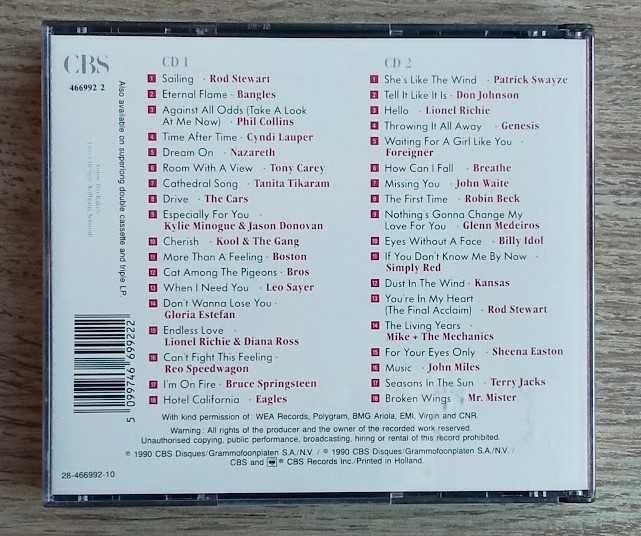 CBS
466992 2
Also available on superlong double cassette and triple LP
CD 1
1 Sailing · Rod Stewart
2 Eternal Flame · Bangles
3 Against All Odds (Take A Look
At Me Now) · Phil Collins
4 Time After Time · Cyndi Lauper
5 Dream On · Nazareth
6 Room With A View · Tony Carey
7 Cathedral Song · Tanita Tikaram
8 Drive · The Cars
9 Especially For You ·
Kylie Minogue & Jason Donovan
10 Cherish · Kool & The Gang
11 More Than A Feeling · Boston
12 Cat Among The Pigeons · Bros
13 When I Need You · Leo Sayer
14 Don't Wanna Lose You ·
Gloria Estefan
15 Endless Love ·
Lionel Richie & Diana Ross
16 Can't Fight This Feeling ·
Reo Speedwagon
17 I'm On Fire · Bruce Springsteen
18 Hotel California · Eagles
CD 2
1 She's Like The Wind · Patrick Swayze
2 Tell It Like It Is · Don Johnson
3 Hello · Lionel Richie
4 Throwing It All Away · Genesis
5 Waiting For A Girl Like You ·
Foreigner
6 How Can I Fall · Breathe
7 Missing You · John Waite
8 The First Time · Robin Beck
9 Nothing's Gonna Change My
Love For You · Glenn Medeiros
10 Eyes Without A Face · Billy Idol
11 If You Don't Know Me By Now ·
Simply Red
12 Dust In The Wind · Kansas
13 You're In My Heart
(The Final Acclaim) · Rod Stewart
14 The Living Years ·
Mike + The Mechanics
15 For Your Eyes Only · Sheena Easton
16 Music · John Miles
17 Seasons In The Sun · Terry Jacks
18 Broken Wings · Mr. Mister
5 099746 699222
With kind permission of : WEA Records, Polygram, BMG Ariola, EMI, Virgin and CNR.
Warning : All rights of the producer and the owner of the recorded work reserved.
Unauthorised copying, public performance, broadcasting, hiring or rental of this record prohibited.
℗ 1990 CBS Disques/Grammofoonplaten S.A./N.V. / © 1990 CBS Disques/Grammofoonplaten S.A./N.V./
CBS and ® CBS Records Inc./Printed in Holland.
28-466992-10